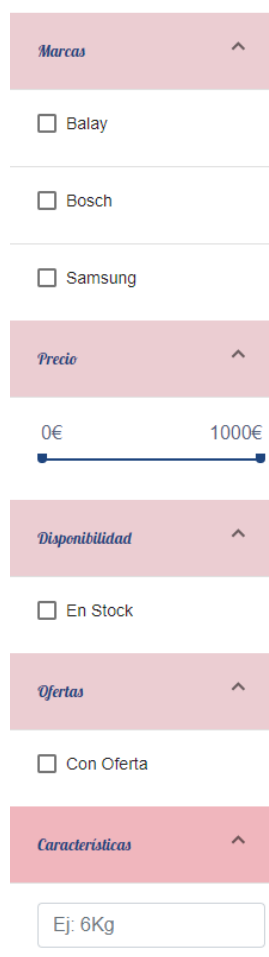 Marcas
Balay
Bosch
Samsung
Precio
0€ 1000€
Disponibilidad
En Stock
Ofertas
Con Oferta
Características
Ej: 6Kg